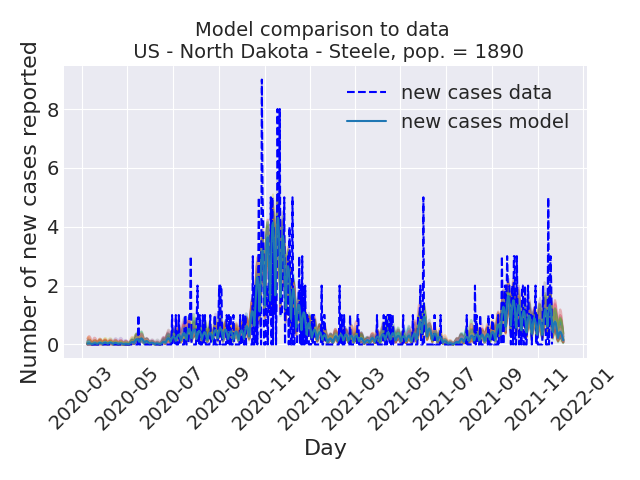 Model comparison to data
US - North Dakota - Steele, pop. = 1890
new cases data
new cases model
Number of new cases reported
8
6
4
2
0
2020-03
2020-05
2020-07
2020-09
2020-11
2021-01
2021-03
2021-05
2021-07
2021-09
2021-11
2022-01
Day